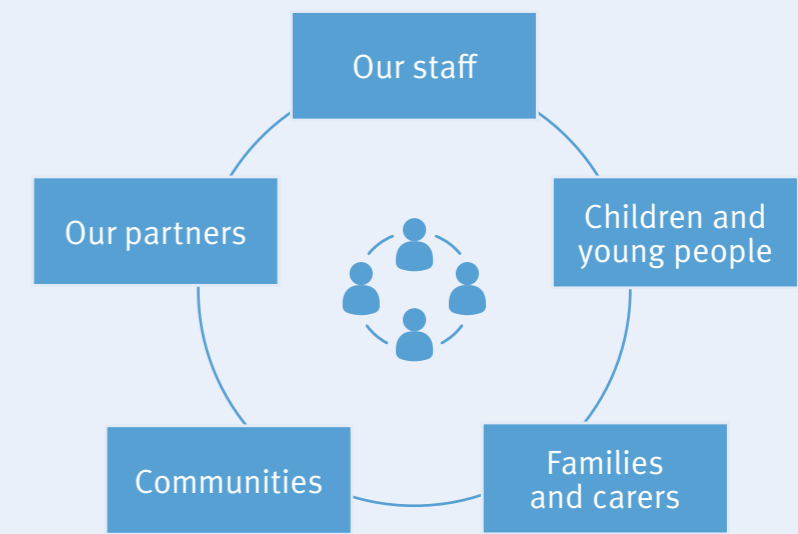 Our staff
Children and
young people
Families
and carers
Communities
Our partners